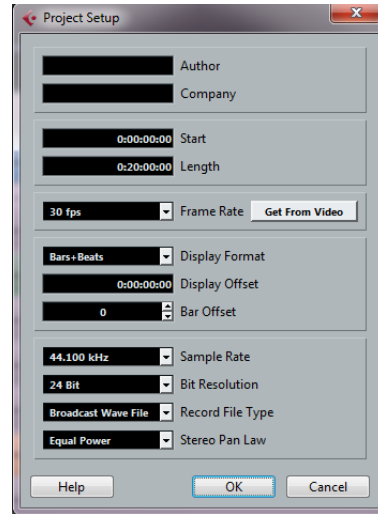 Project Setup
Author
Company
0:00:00:00 Start
0:20:00:00 Length
30 fps Frame Rate Get From Video
Bars+Beats Display Format
0:00:00:00 Display Offset
0 Bar Offset
44.100 kHz Sample Rate
24 Bit Bit Resolution
Broadcast Wave File Record File Type
Equal Power Stereo Pan Law
Help OK Cancel